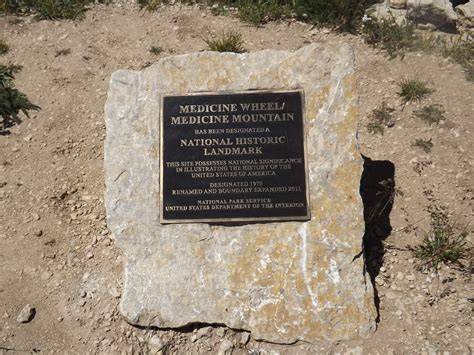 MEDICINE WHEEL/
MEDICINE MOUNTAIN
HAS BEEN DESIGNATED A
NATIONAL HISTORIC
LANDMARK
THIS SITE POSSESSES NATIONAL SIGNIFICANCE
IN ILLUSTRATING THE HISTORY OF THE
UNITED STATES OF AMERICA
DESIGNATED 1970
RENAMED AND BOUNDARY EXPANDED 2011
NATIONAL PARK SERVICE
UNITED STATES DEPARTMENT OF THE INTERIOR